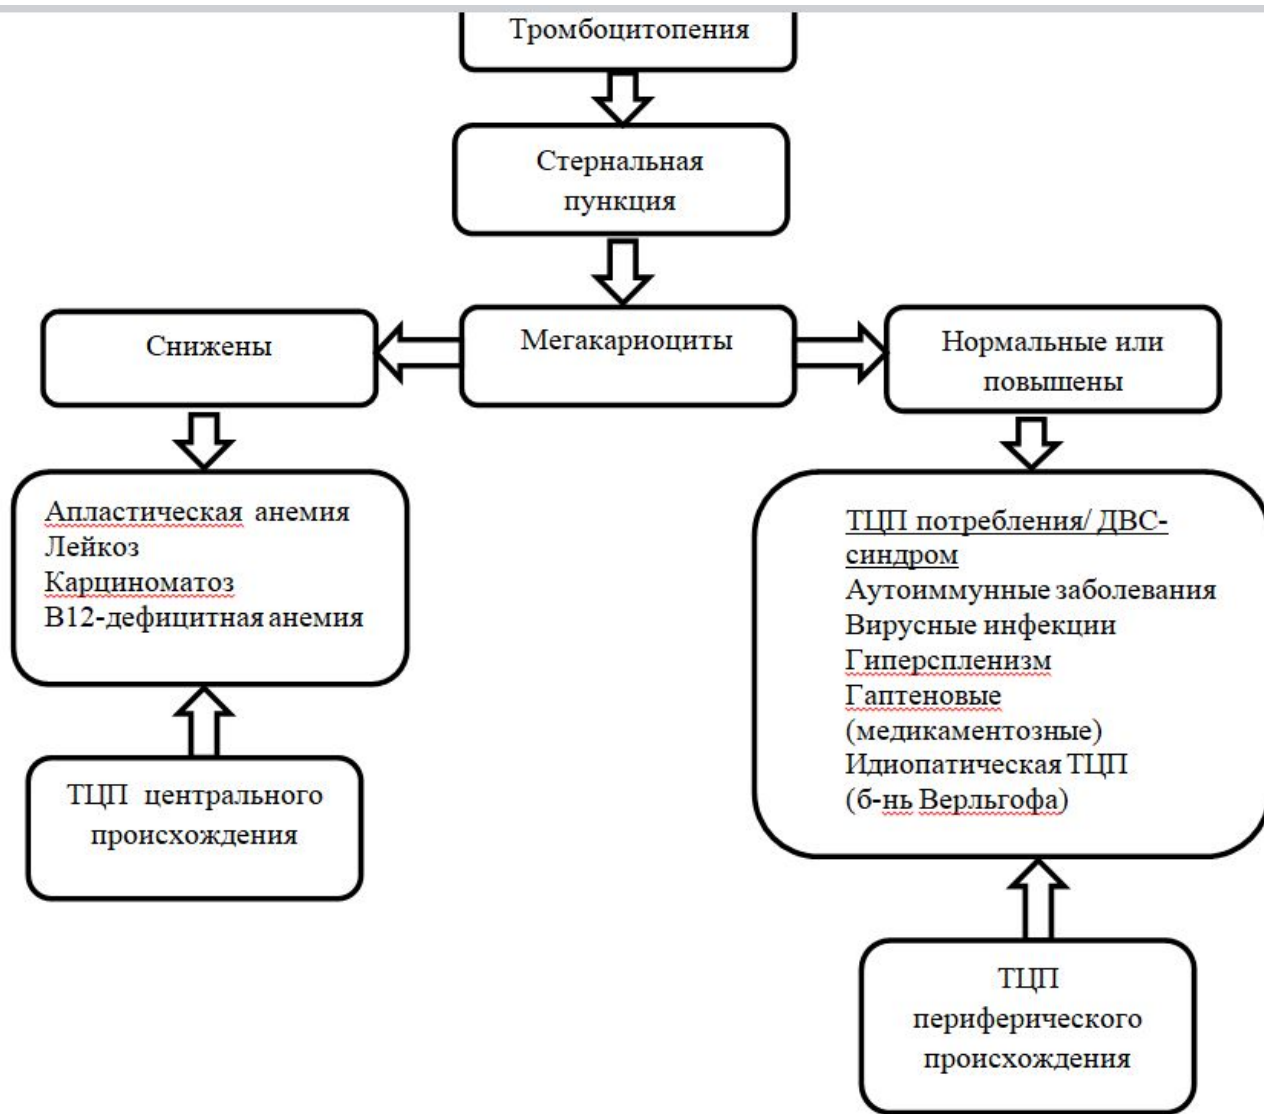 Тромбоцитопения
Стернальная
пункция
Снижены
Мегакариоциты
Нормальные или
повышены
Апластическая анемия
Лейкоз
Карциноматоз
В12-дефицитная анемия
ТЦП потребления/ ДВС-
синдром
Аутоиммунные заболевания
Вирусные инфекции
Гиперспленизм
Гаптеновые
(медикаментозные)
Идиопатическая ТЦП
(б-нь Верльгофа)
ТЦП центрального
происхождения
ТЦП
периферического
происхождения